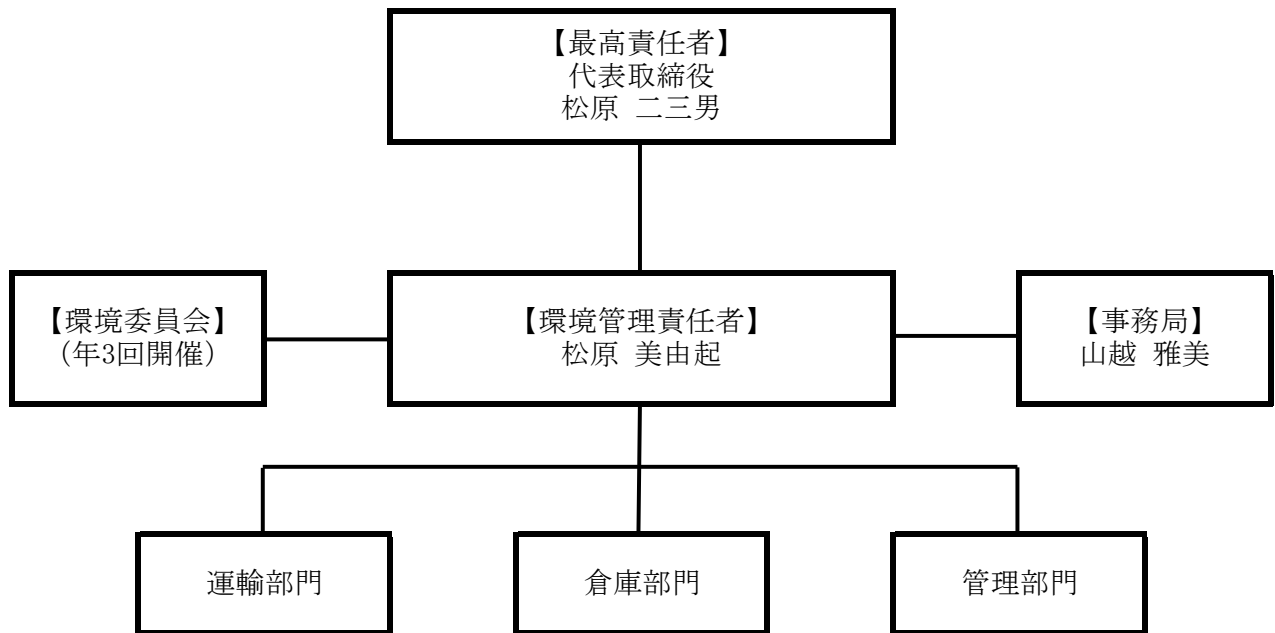 【最高責任者】
代表取締役
松原 二三男
【環境委員会】
(年3回開催)
【環境管理責任者】
松原 美由起
【事務局】
山越 雅美
運輸部門
倉庫部門
管理部門